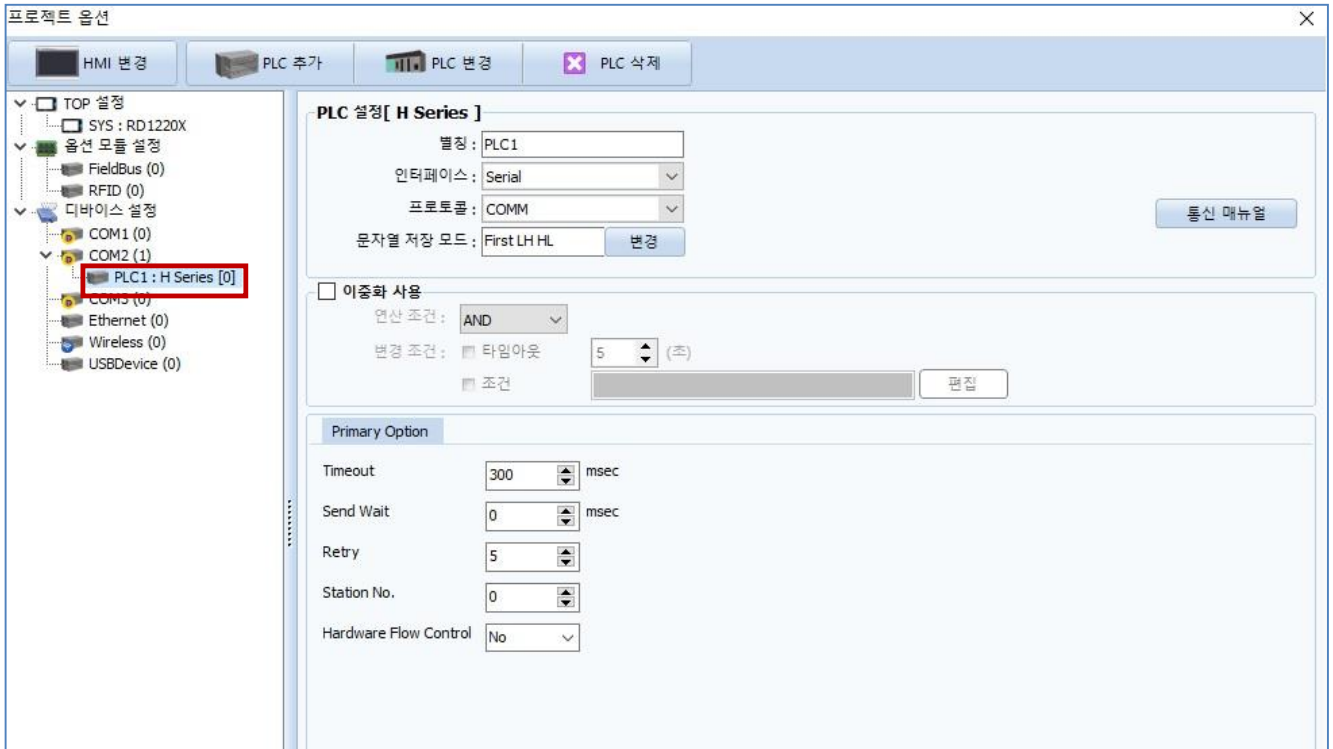 프로젝트 옵션
HMI 변경
PLC 추가
PLC 변경
PLC 삭제
TOP 설정
SYS : RD1220X
옵션 모듈 설정
FieldBus (0)
RFID (0)
디바이스 설정
COM1 (0)
COM2 (1)
PLC1 : H Series [0]
COM3 (0)
Ethernet (0)
Wireless (0)
USBDevice (0)
PLC 설정[ H Series ]
별칭 : PLC1
인터페이스 : Serial
프로토콜 : COMM
통신 매뉴얼
문자열 저장 모드 : First LH HL 변경
이중화 사용
연산 조건 : AND
변경 조건 : 타임아웃 5 (초)
조건 편집
Primary Option
Timeout 300 msec
Send Wait 0 msec
Retry 5
Station No. 0
Hardware Flow Control No